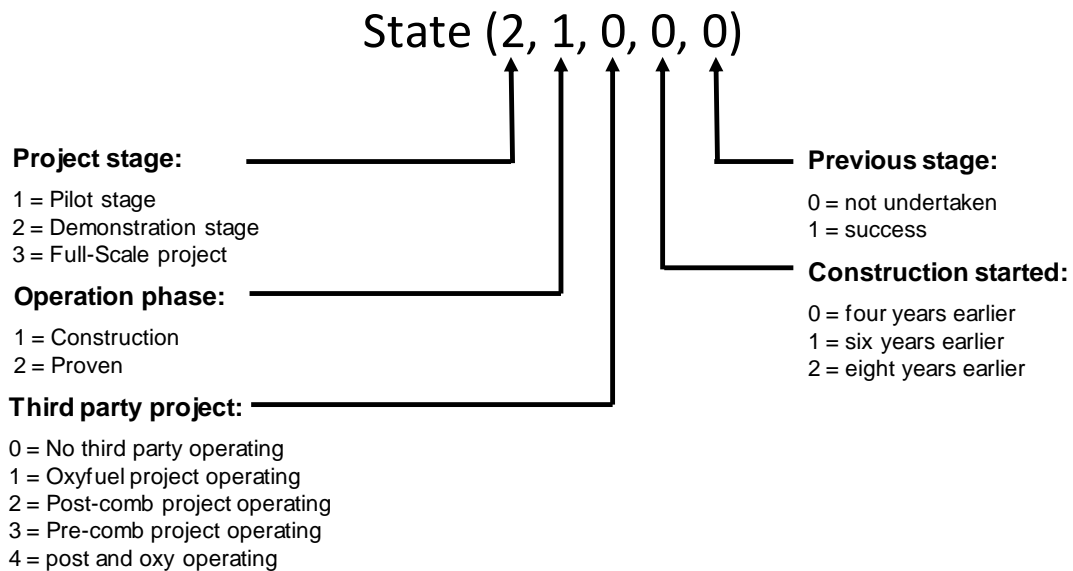 State (2, 1, 0, 0, 0)
Project stage:
1 = Pilot stage
2 = Demonstration stage
3 = Full-Scale project
Operation phase:
1 = Construction
2 = Proven
Third party project:
0 = No third party operating
1 = Oxyfuel project operating
2 = Post-comb project operating
3 = Pre-comb project operating
4 = post and oxy operating
Previous stage:
0 = not undertaken
1 = success
Construction started:
0 = four years earlier
1 = six years earlier
2 = eight years earlier